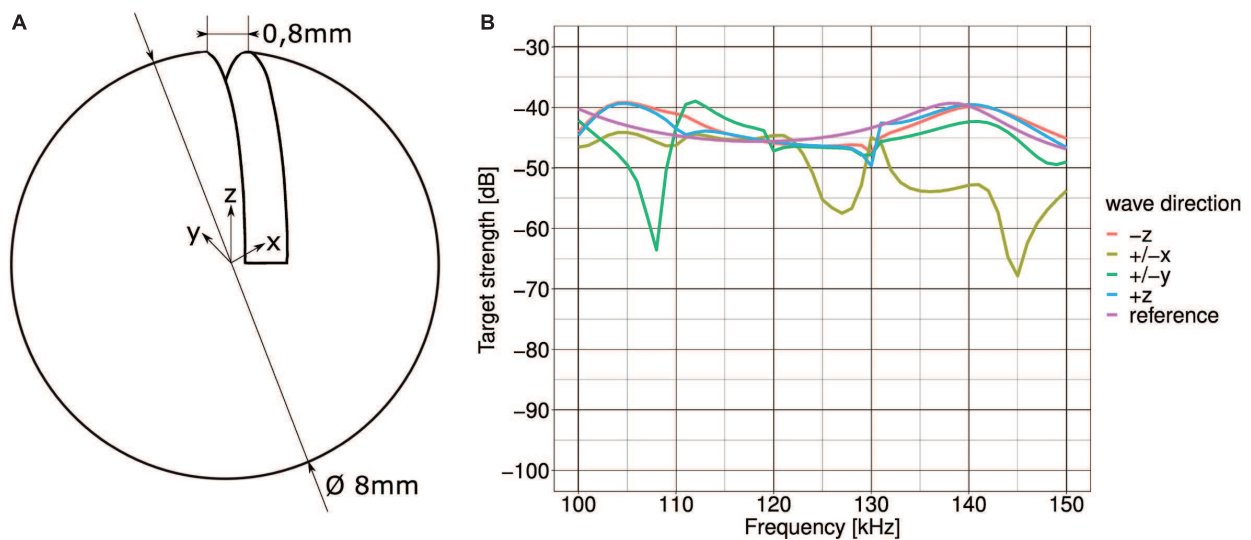 A
0,8mm
z
y
x
Ø 8mm
B
Target strength [dB]
−30
−40
−50
−60
−70
−80
−90
−100
100
110
120
130
140
150
Frequency [kHz]
wave direction
−z
+/−x
+/−y
+z
reference